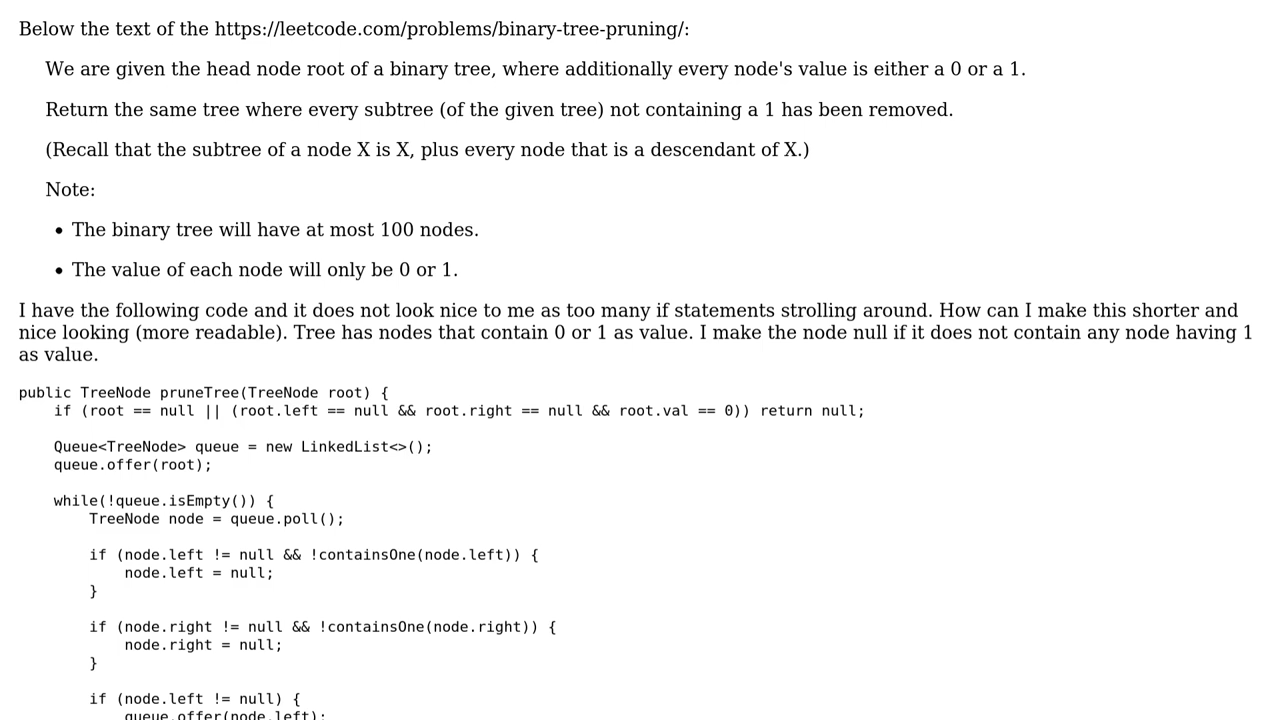 Below the text of the https://leetcode.com/problems/binary-tree-pruning/:
We are given the head node root of a binary tree, where additionally every node's value is either a 0 or a 1.
Return the same tree where every subtree (of the given tree) not containing a 1 has been removed.
(Recall that the subtree of a node X is X, plus every node that is a descendant of X.)
Note:
• The binary tree will have at most 100 nodes.
• The value of each node will only be 0 or 1.
I have the following code and it does not look nice to me as too many if statements strolling around. How can I make this shorter and
nice looking (more readable). Tree has nodes that contain 0 or 1 as value. I make the node null if it does not contain any node having 1
as value.
public TreeNode pruneTree(TreeNode root) {
    if (root == null || (root.left == null && root.right == null && root.val == 0)) return null;
    Queue<TreeNode> queue = new LinkedList<>();
    queue.offer(root);
    while(!queue.isEmpty()) {
        TreeNode node = queue.poll();
        if (node.left != null && !containsOne(node.left)) {
            node.left = null;
        }
        if (node.right != null && !containsOne(node.right)) {
            node.right = null;
        }
        if (node.left != null) {
            queue.offer(node.left);